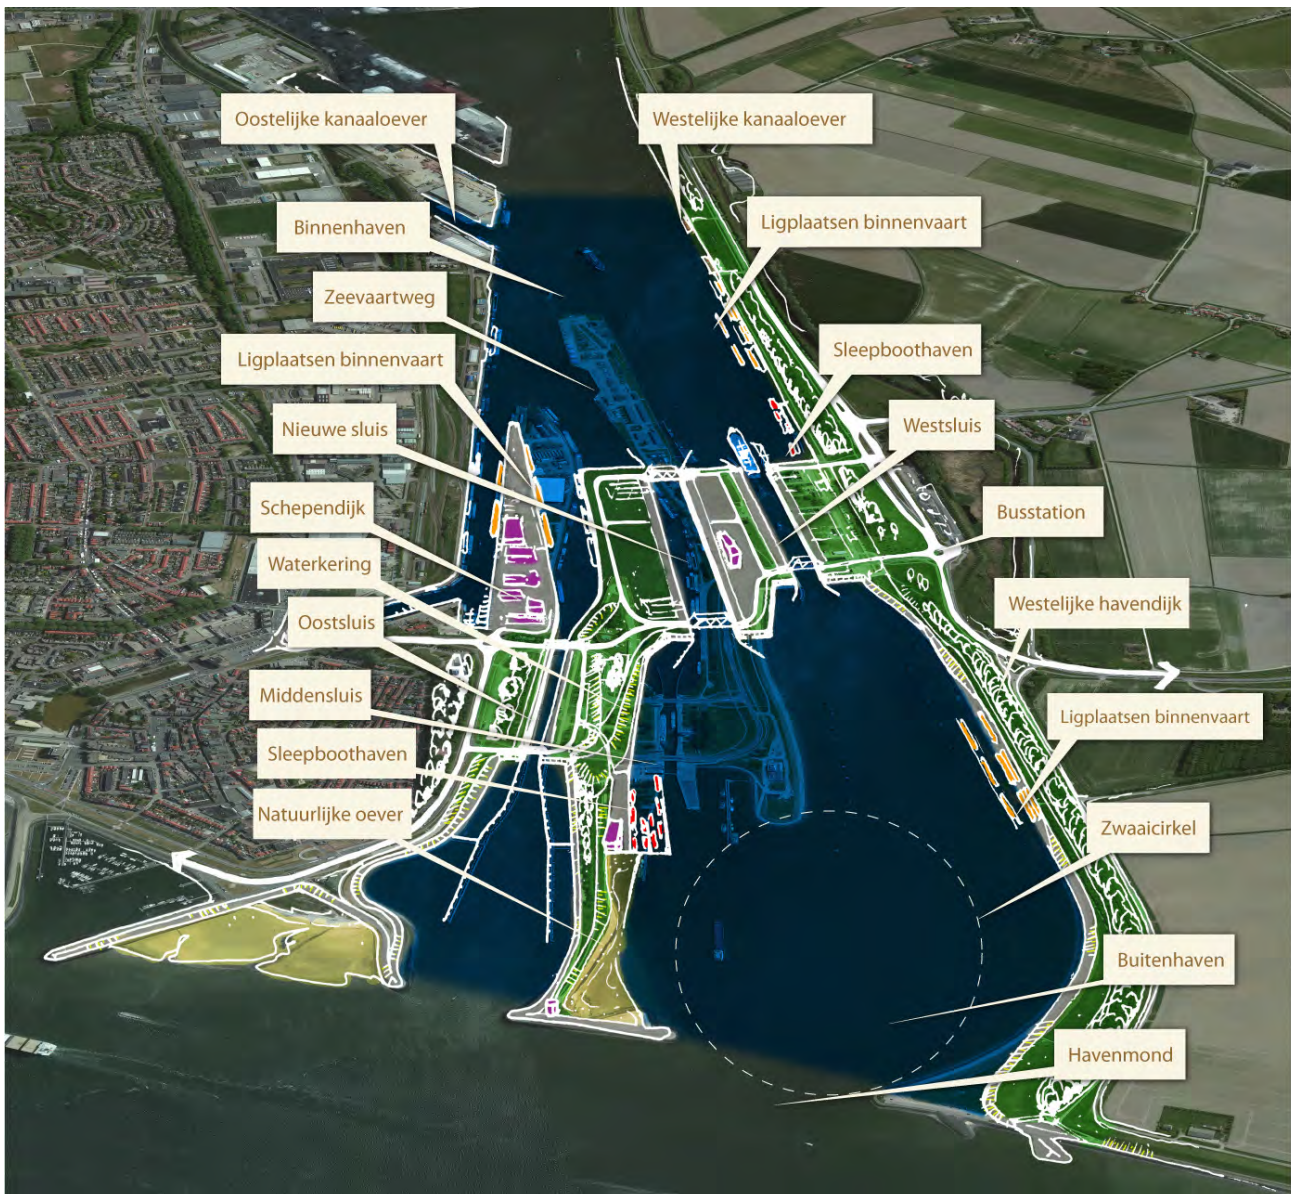 Oostelijke kanaaloever
Westelijke kanaaloever
Binnenhaven
Ligplaatsen binnenvaart
Zeevaartweg
Ligplaatsen binnenvaart
Sleepboothaven
Nieuwe sluis
Westsluis
Schependijk
Busstation
Waterkering
Westelijke havendijk
Oostsluis
Middensluis
Ligplaatsen binnenvaart
Sleepboothaven
Natuurlijke oever
Zwaaicirkel
Buitenhaven
Havenmond